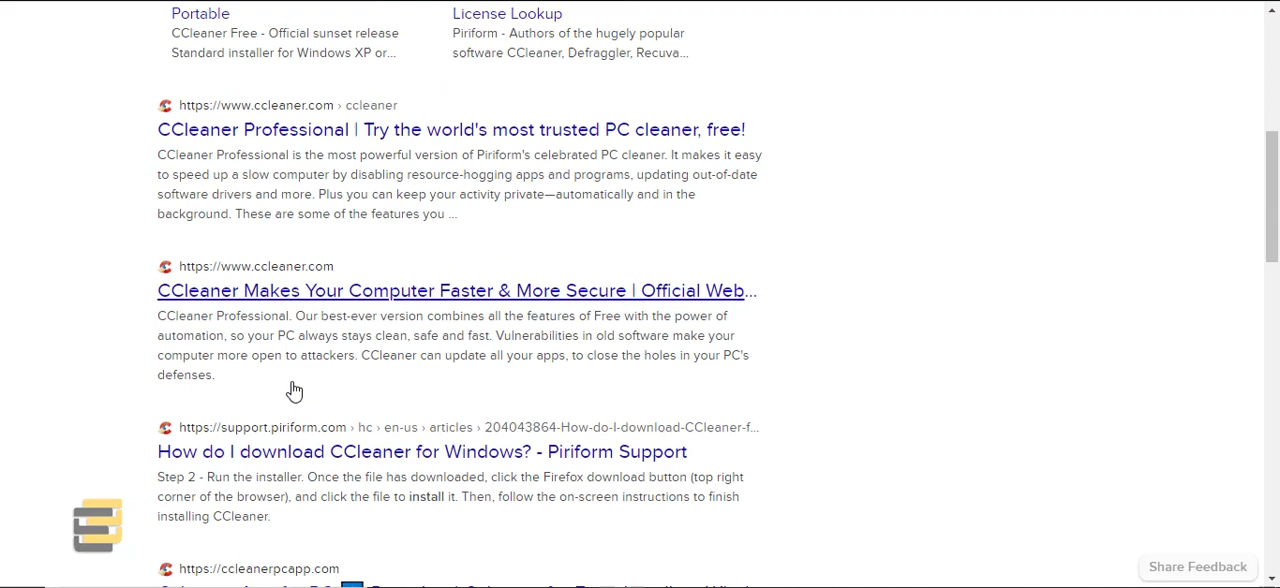 Portable
CCleaner Free - Official sunset release
Standard installer for Windows XP or...
License Lookup
Piriform - Authors of the hugely popular
software CCleaner, Defraggler, Recuva...
https://www.ccleaner.com › ccleaner
CCleaner Professional | Try the world's most trusted PC cleaner, free!
CCleaner Professional is the most powerful version of Piriform's celebrated PC cleaner. It makes it easy
to speed up a slow computer by disabling resource-hogging apps and programs, updating out-of-date
software drivers and more. Plus you can keep your activity private—automatically and in the
background. These are some of the features you ...
https://www.ccleaner.com
CCleaner Makes Your Computer Faster & More Secure | Official Web...
CCleaner Professional. Our best-ever version combines all the features of Free with the power of
automation, so your PC always stays clean, safe and fast. Vulnerabilities in old software make your
computer more open to attackers. CCleaner can update all your apps, to close the holes in your PC's
defenses.
https://support.piriform.com › hc › en-us › articles › 204043864-How-do-I-download-CCleaner-f...
How do I download CCleaner for Windows? - Piriform Support
Step 2 - Run the installer. Once the file has downloaded, click the Firefox download button (top right
corner of the browser), and click the file to install it. Then, follow the on-screen instructions to finish
installing CCleaner.
https://ccleanerpcapp.com
Share Feedback